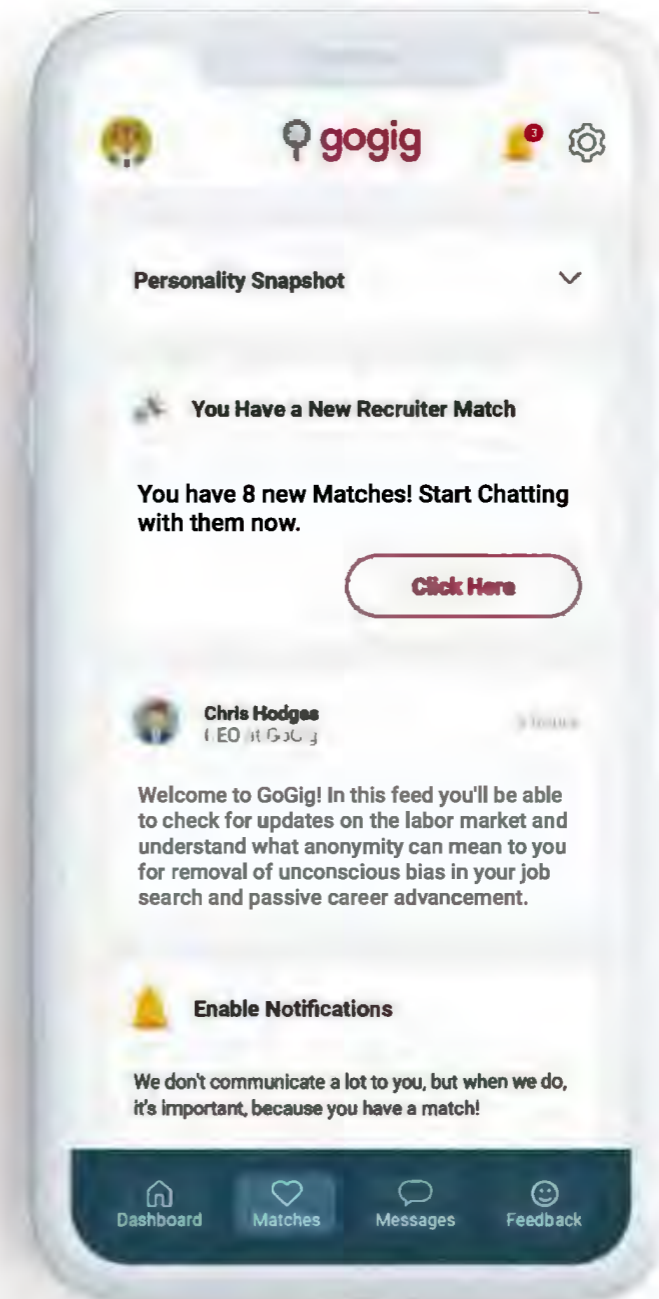 gogig
3
Personality Snapshot
You Have a New Recruiter Match
You have 8 new Matches! Start Chatting
with them now.
Click Here
Chris Hodges
Welcome to GoGig! In this feed you'll be able
to check for updates on the labor market and
understand what anonymity can mean to you
for removal of unconscious bias in your job
search and passive career advancement.
Enable Notifications
We don't communicate a lot to you, but when we do,
it's important, because you have a match!
Dashboard Matches Messages Feedback